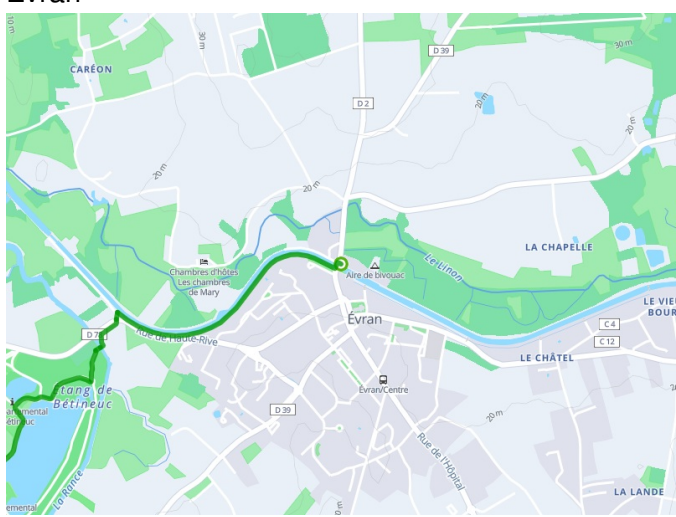 Évran
10 m
30 m
CARÉON
D 39
30 m
D 2
20 m
20 m
20 m
20 m
LA CHAPELLE
Chambres d'hôtes
Les chambres
de Mary
Aire de bivouac
Le Linon
LE VIEU
BOUR
Évran
C 4
C 12
D 78
Rue de Haute-Rive
LE CHÂTEL
Étang de
Bétineuc
Évran/Centre
D 39
20 m
Rue de l'Hôpital
La Rance
LA LANDE